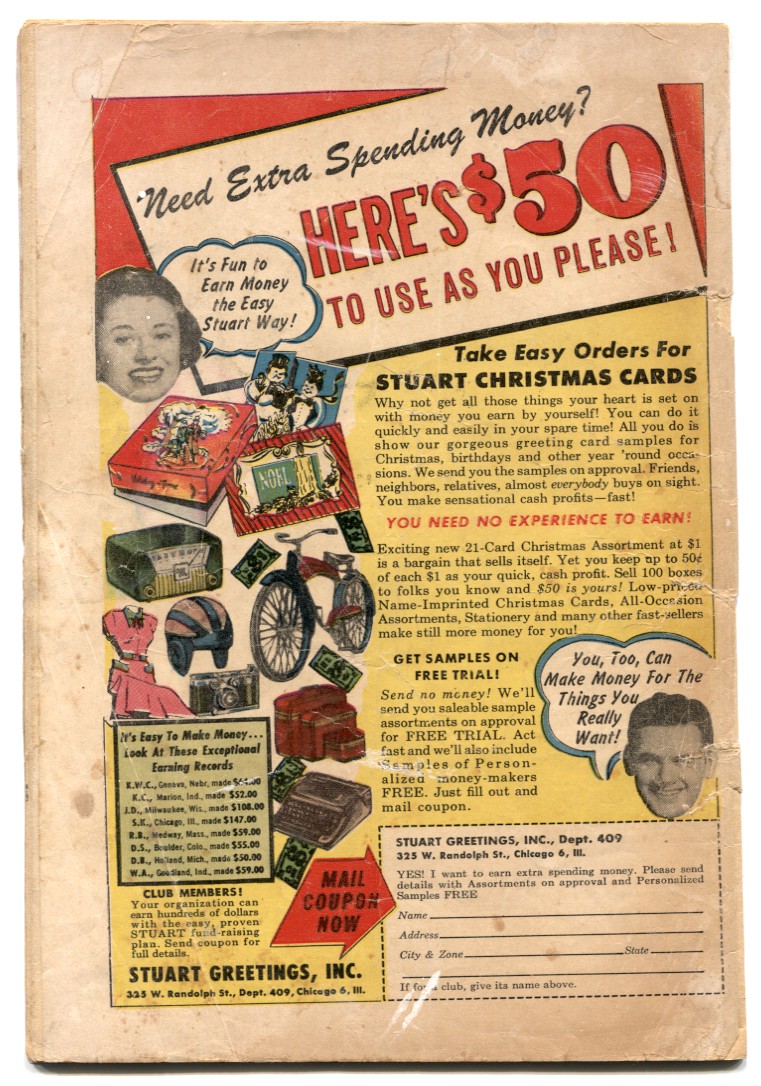 Need Extra Spending Money?
HERE'S $50
TO USE AS YOU PLEASE!
It's Fun to
Earn Money
the Easy
Stuart Way!
Take Easy Orders For
STUART CHRISTMAS CARDS
Why not get all those things your heart is set on
with money you earn by yourself! You can do it
quickly and easily in your spare time! All you do is
show our gorgeous greeting card samples for
Christmas, birthdays and other year 'round occa-
sions. We send you the samples on approval. Friends,
neighbors, relatives, almost everybody buys on sight.
You make sensational cash profits—fast!
YOU NEED NO EXPERIENCE TO EARN!
Exciting new 21-Card Christmas Assortment at $1
is a bargain that sells itself. Yet you keep up to 50¢
of each $1 as your quick, cash profit. Sell 100 boxes
to folks you know and $50 is yours! Low-priced
Name-Imprinted Christmas Cards, All-Occasion
Assortments, Stationery and many other fast-sellers
make still more money for you!
NOEL
$1
GET SAMPLES ON
FREE TRIAL!
Send no money! We'll
send you saleable sample
assortments on approval
for FREE TRIAL. Act
fast and we'll also include
Samples of Person-
alized money-makers
FREE. Just fill out and
mail coupon.
You, Too, Can
Make Money For The
Things You
Really
Want!
It's Easy To Make Money...
Look At These Exceptional
Earning Records
K.W.C., Geneva, Nebr, made $64.00
K.C., Marion, Ind., made $52.00
J.D., Milwaukee, Wis., made $108.00
S.K., Chicago, Ill., made $147.00
R.B., Medway, Mass., made $59.00
D.S., Boulder, Colo., made $55.00
D.B., Holland, Mich., made $50.00
W.A., Goodland, Ind., made $59.00
CLUB MEMBERS!
Your organization can
earn hundreds of dollars
with the easy, proven
STUART fund-raising
plan. Send coupon for
full details.
STUART GREETINGS, INC.
325 W. Randolph St., Dept. 409, Chicago 6, Ill.
MAIL
COUPON
NOW
STUART GREETINGS, INC., Dept. 409
325 W. Randolph St., Chicago 6, Ill.
YES! I want to earn extra spending money. Please send
details with Assortments on approval and Personalized
Samples FREE
Name
Address
City & Zone State
If for a club, give its name above.